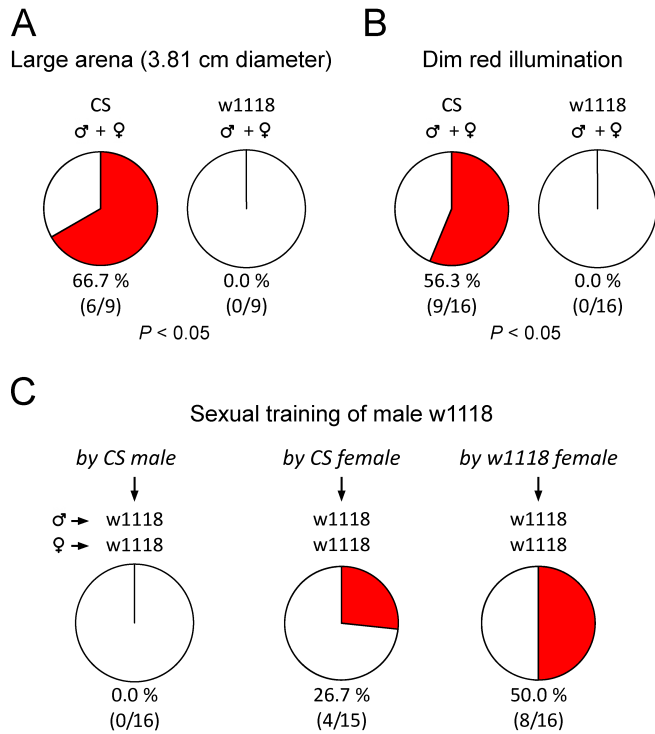 A
Large arena (3.81 cm diameter)
CS
♂ + ♀
66.7 %
(6/9)
w1118
♂ + ♀
0.0 %
(0/9)
P < 0.05
B
Dim red illumination
CS
♂ + ♀
56.3 %
(9/16)
w1118
♂ + ♀
0.0 %
(0/16)
P < 0.05
C
Sexual training of male w1118
by CS male
♂ → w1118
♀ → w1118
0.0 %
(0/16)
by CS female
w1118
w1118
26.7 %
(4/15)
by w1118 female
w1118
w1118
50.0 %
(8/16)